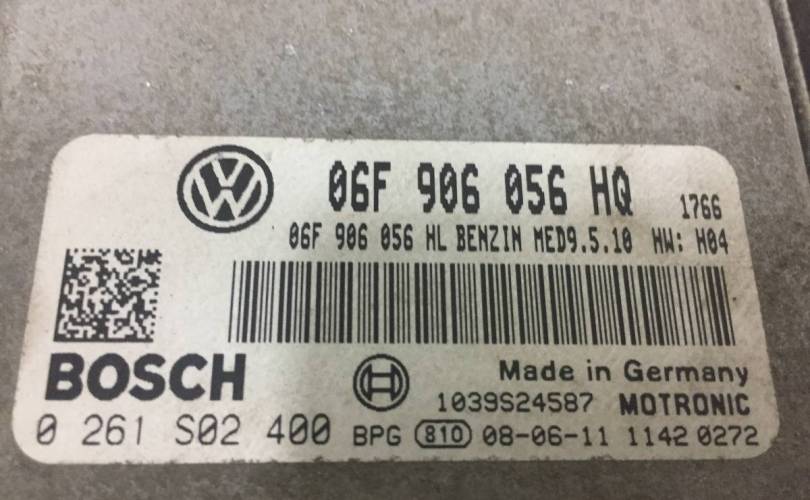 06F 906 056 HQ 1766
06F 906 056 HL BENZIN MED9.5.10 HW: H04
BOSCH
Made in Germany
1039S24587 MOTRONIC
0 261 S02 400 BPG 810 08-06-11 1142 0272